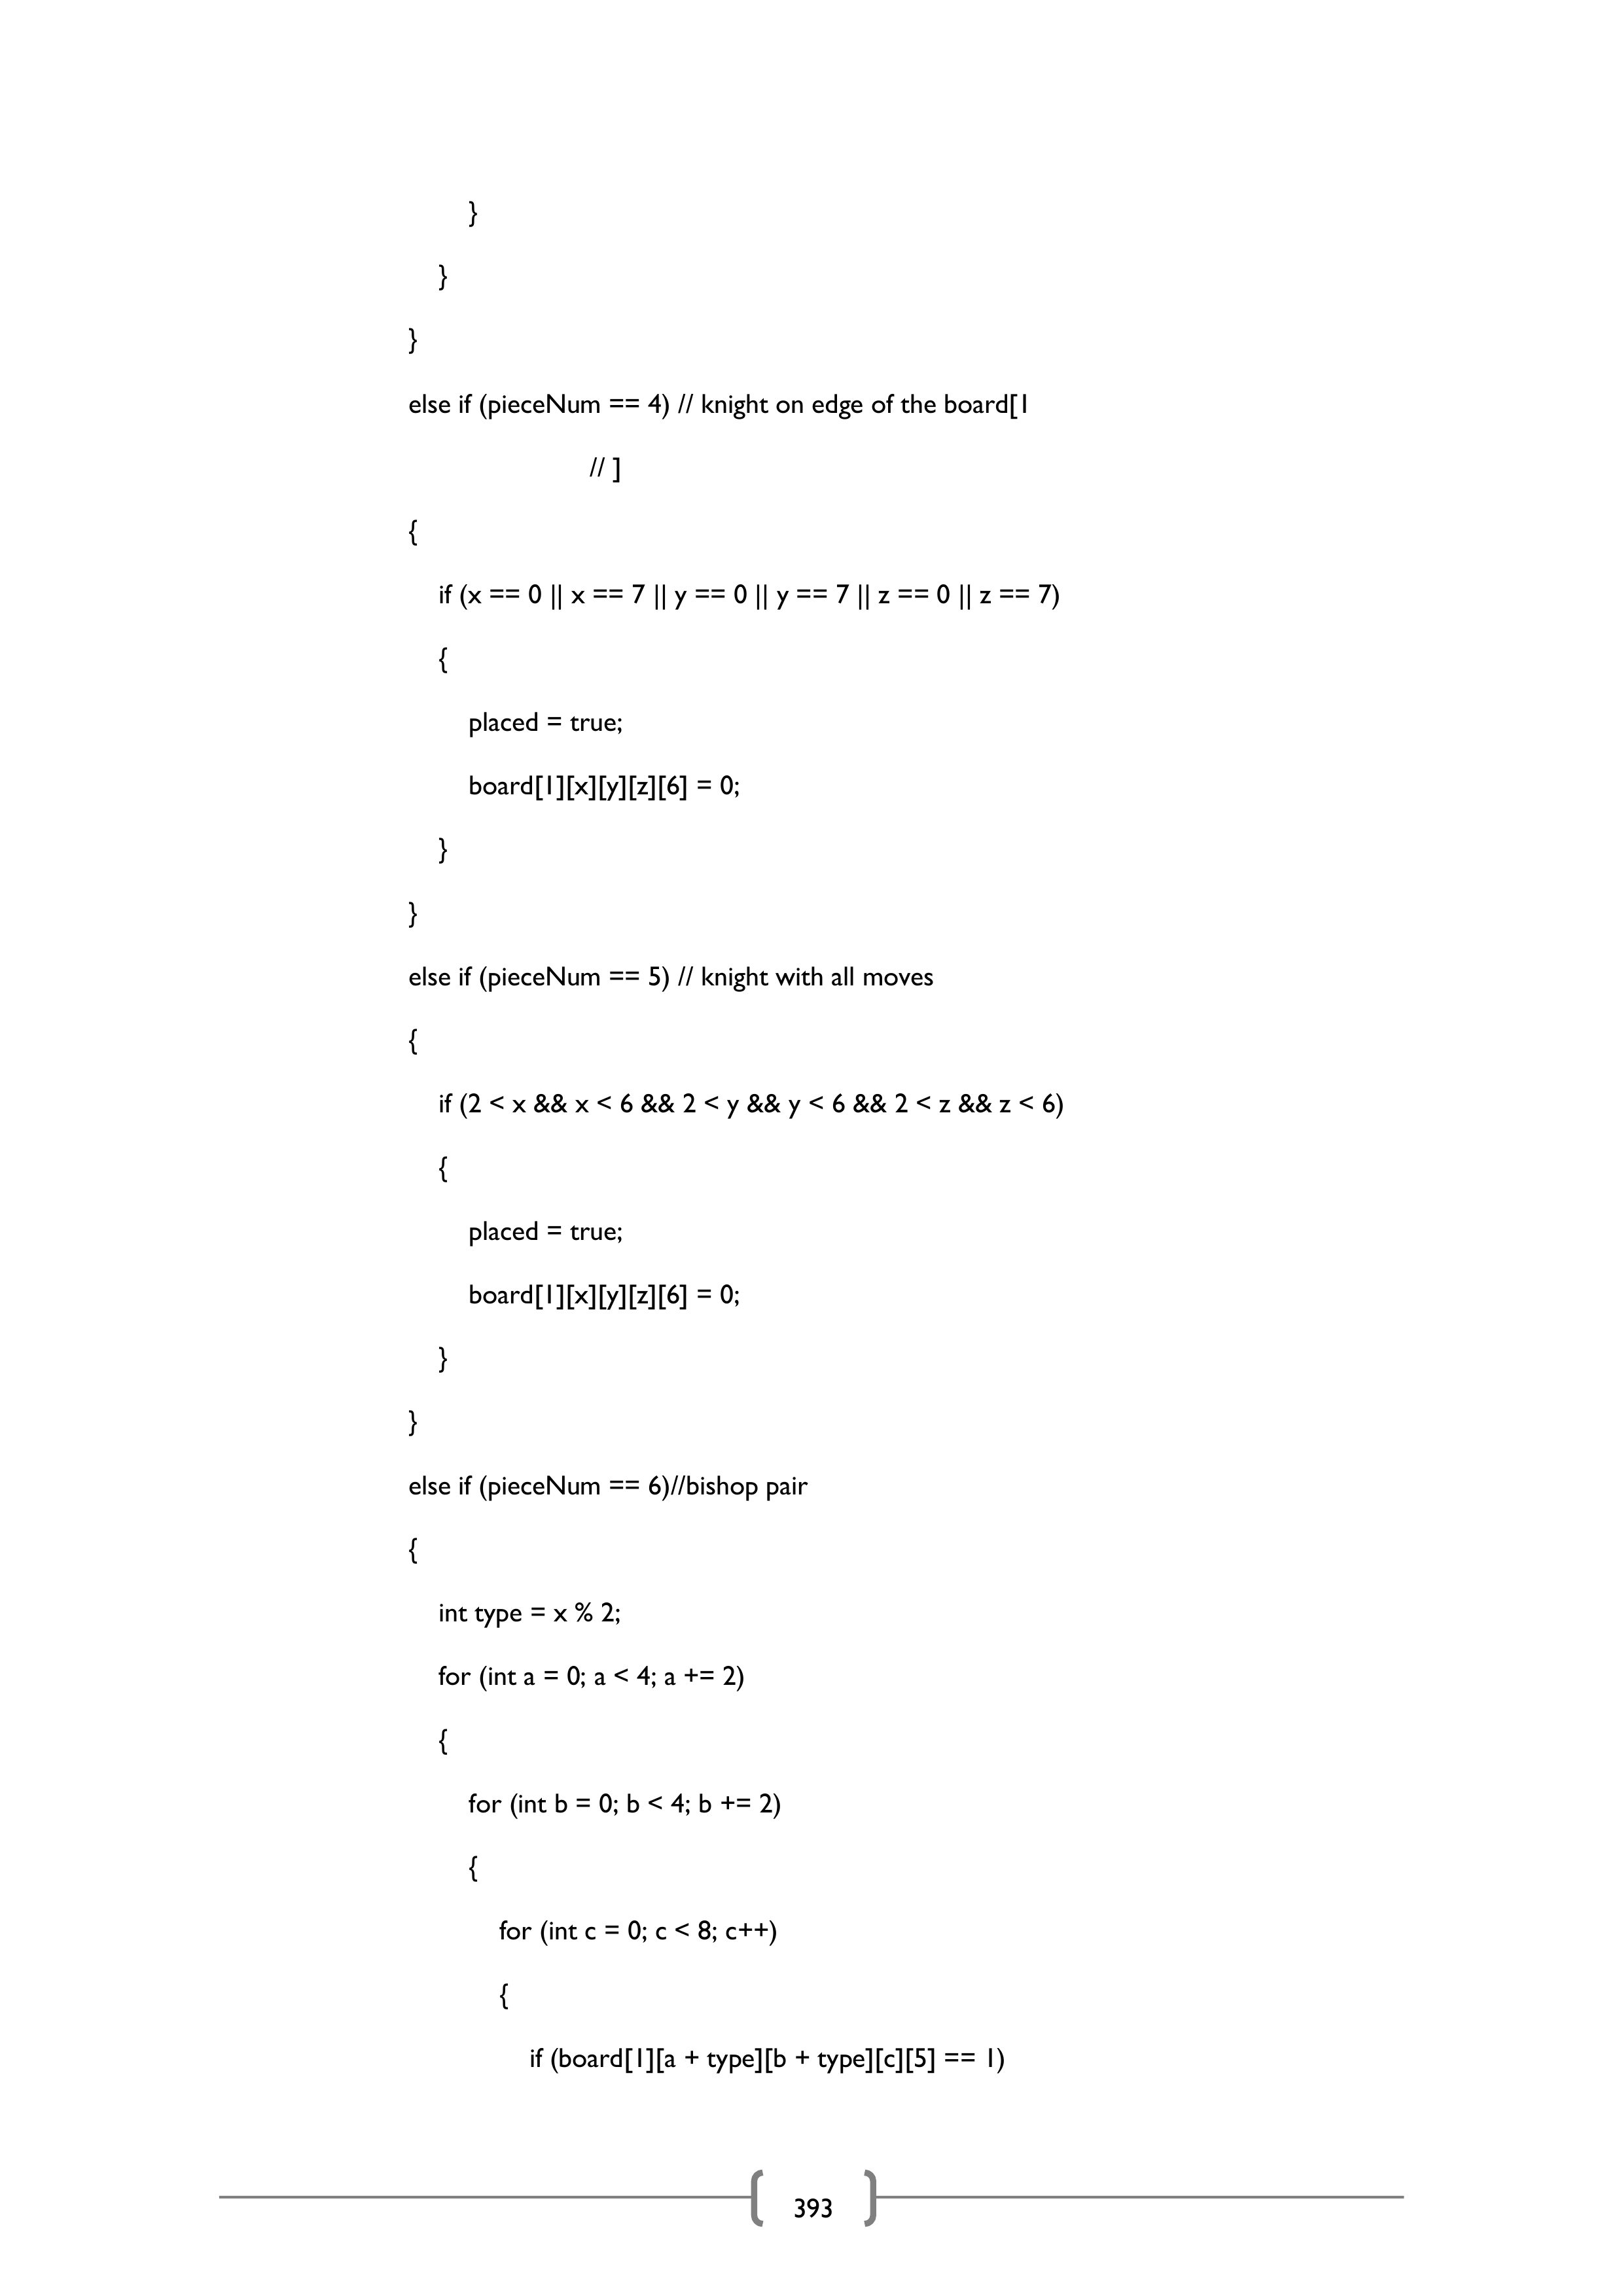 }
}
}
else if (pieceNum == 4) // knight on edge of the board[1
// ]
{
if (x == 0 || x == 7 || y == 0 || y == 7 || z == 0 || z == 7)
{
placed = true;
board[1][x][y][z][6] = 0;
}
}
else if (pieceNum == 5) // knight with all moves
{
if (2 < x && x < 6 && 2 < y && y < 6 && 2 < z && z < 6)
{
placed = true;
board[1][x][y][z][6] = 0;
}
}
else if (pieceNum == 6)//bishop pair
{
int type = x % 2;
for (int a = 0; a < 4; a += 2)
{
for (int b = 0; b < 4; b += 2)
{
for (int c = 0; c < 8; c++)
{
if (board[1][a + type][b + type][c][5] == 1)
393